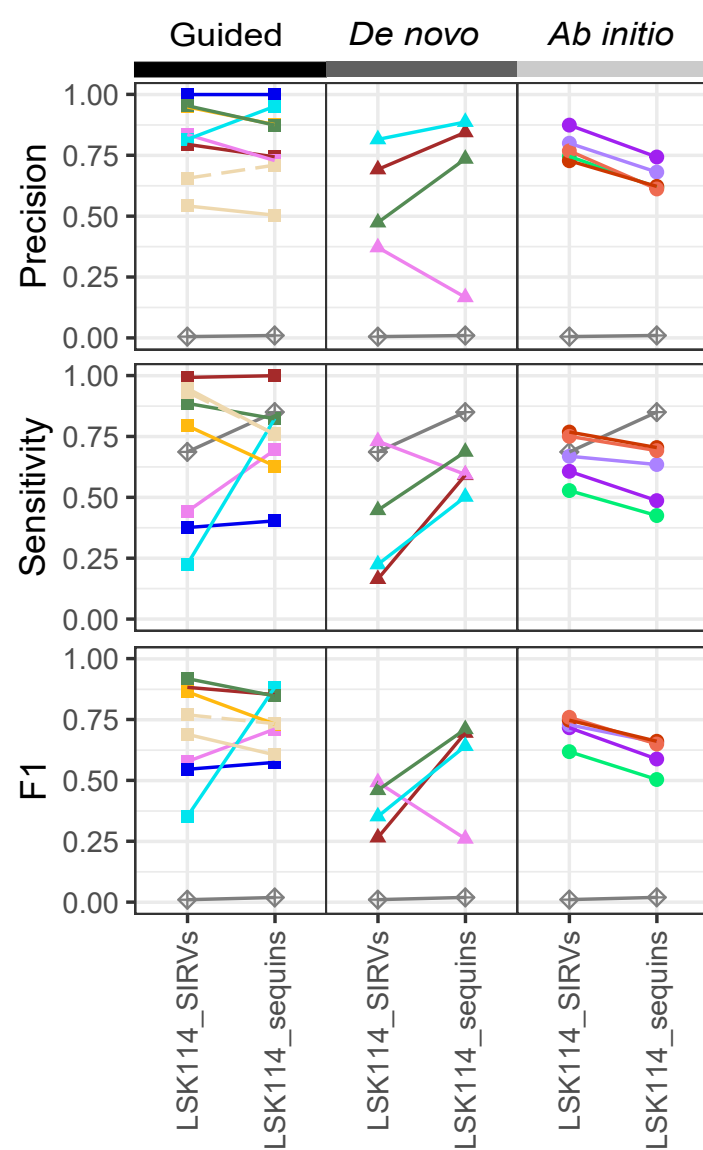 Guided De novo Ab initio
Precision
1.00
0.75
0.50
0.25
0.00
Sensitivity
1.00
0.75
0.50
0.25
0.00
F1
1.00
0.75
0.50
0.25
0.00
LSK114_SIRVs
LSK114_sequins
LSK114_SIRVs
LSK114_sequins
LSK114_SIRVs
LSK114_sequins